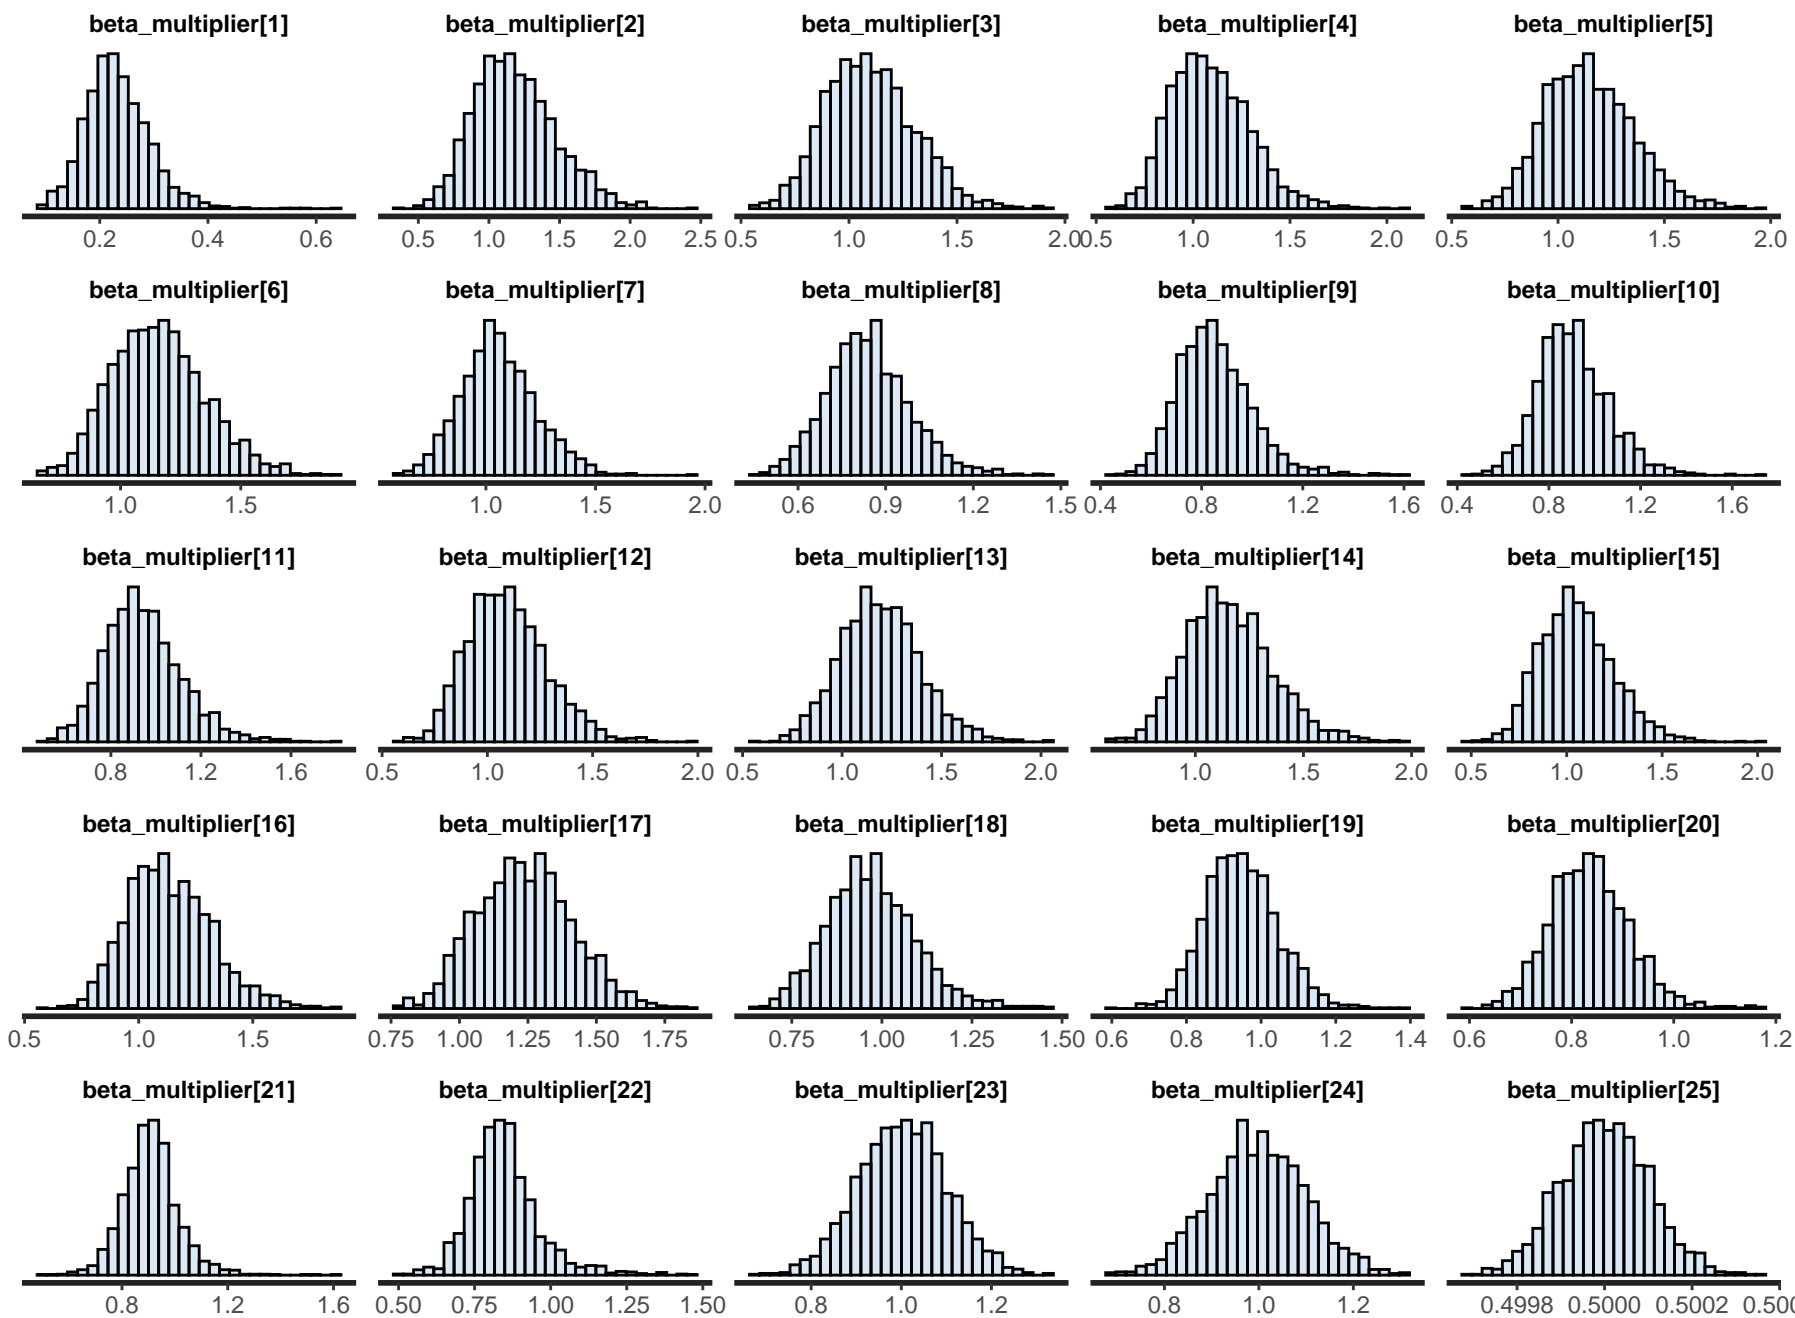 beta_multiplier[1] beta_multiplier[2] beta_multiplier[3] beta_multiplier[4] beta_multiplier[5]
0.2 0.4 0.6 0.5 1.0 1.5 2.0 2.5 0.5 1.0 1.5 2.0 0.5 1.0 1.5 2.0 0.5 1.0 1.5 2.0
beta_multiplier[6] beta_multiplier[7] beta_multiplier[8] beta_multiplier[9] beta_multiplier[10]
1.0 1.5 1.0 1.5 2.0 0.6 0.9 1.2 1.5 0.4 0.8 1.2 1.6 0.4 0.8 1.2 1.6
beta_multiplier[11] beta_multiplier[12] beta_multiplier[13] beta_multiplier[14] beta_multiplier[15]
0.8 1.2 1.6 0.5 1.0 1.5 2.0 0.5 1.0 1.5 2.0 1.0 1.5 2.0 0.5 1.0 1.5 2.0
beta_multiplier[16] beta_multiplier[17] beta_multiplier[18] beta_multiplier[19] beta_multiplier[20]
0.5 1.0 1.5 0.75 1.00 1.25 1.50 1.75 0.75 1.00 1.25 1.50 0.6 0.8 1.0 1.2 1.4 0.6 0.8 1.0 1.2
beta_multiplier[21] beta_multiplier[22] beta_multiplier[23] beta_multiplier[24] beta_multiplier[25]
0.8 1.2 1.6 0.50 0.75 1.00 1.25 1.50 0.8 1.0 1.2 0.8 1.0 1.2 0.4998 0.5000 0.5002